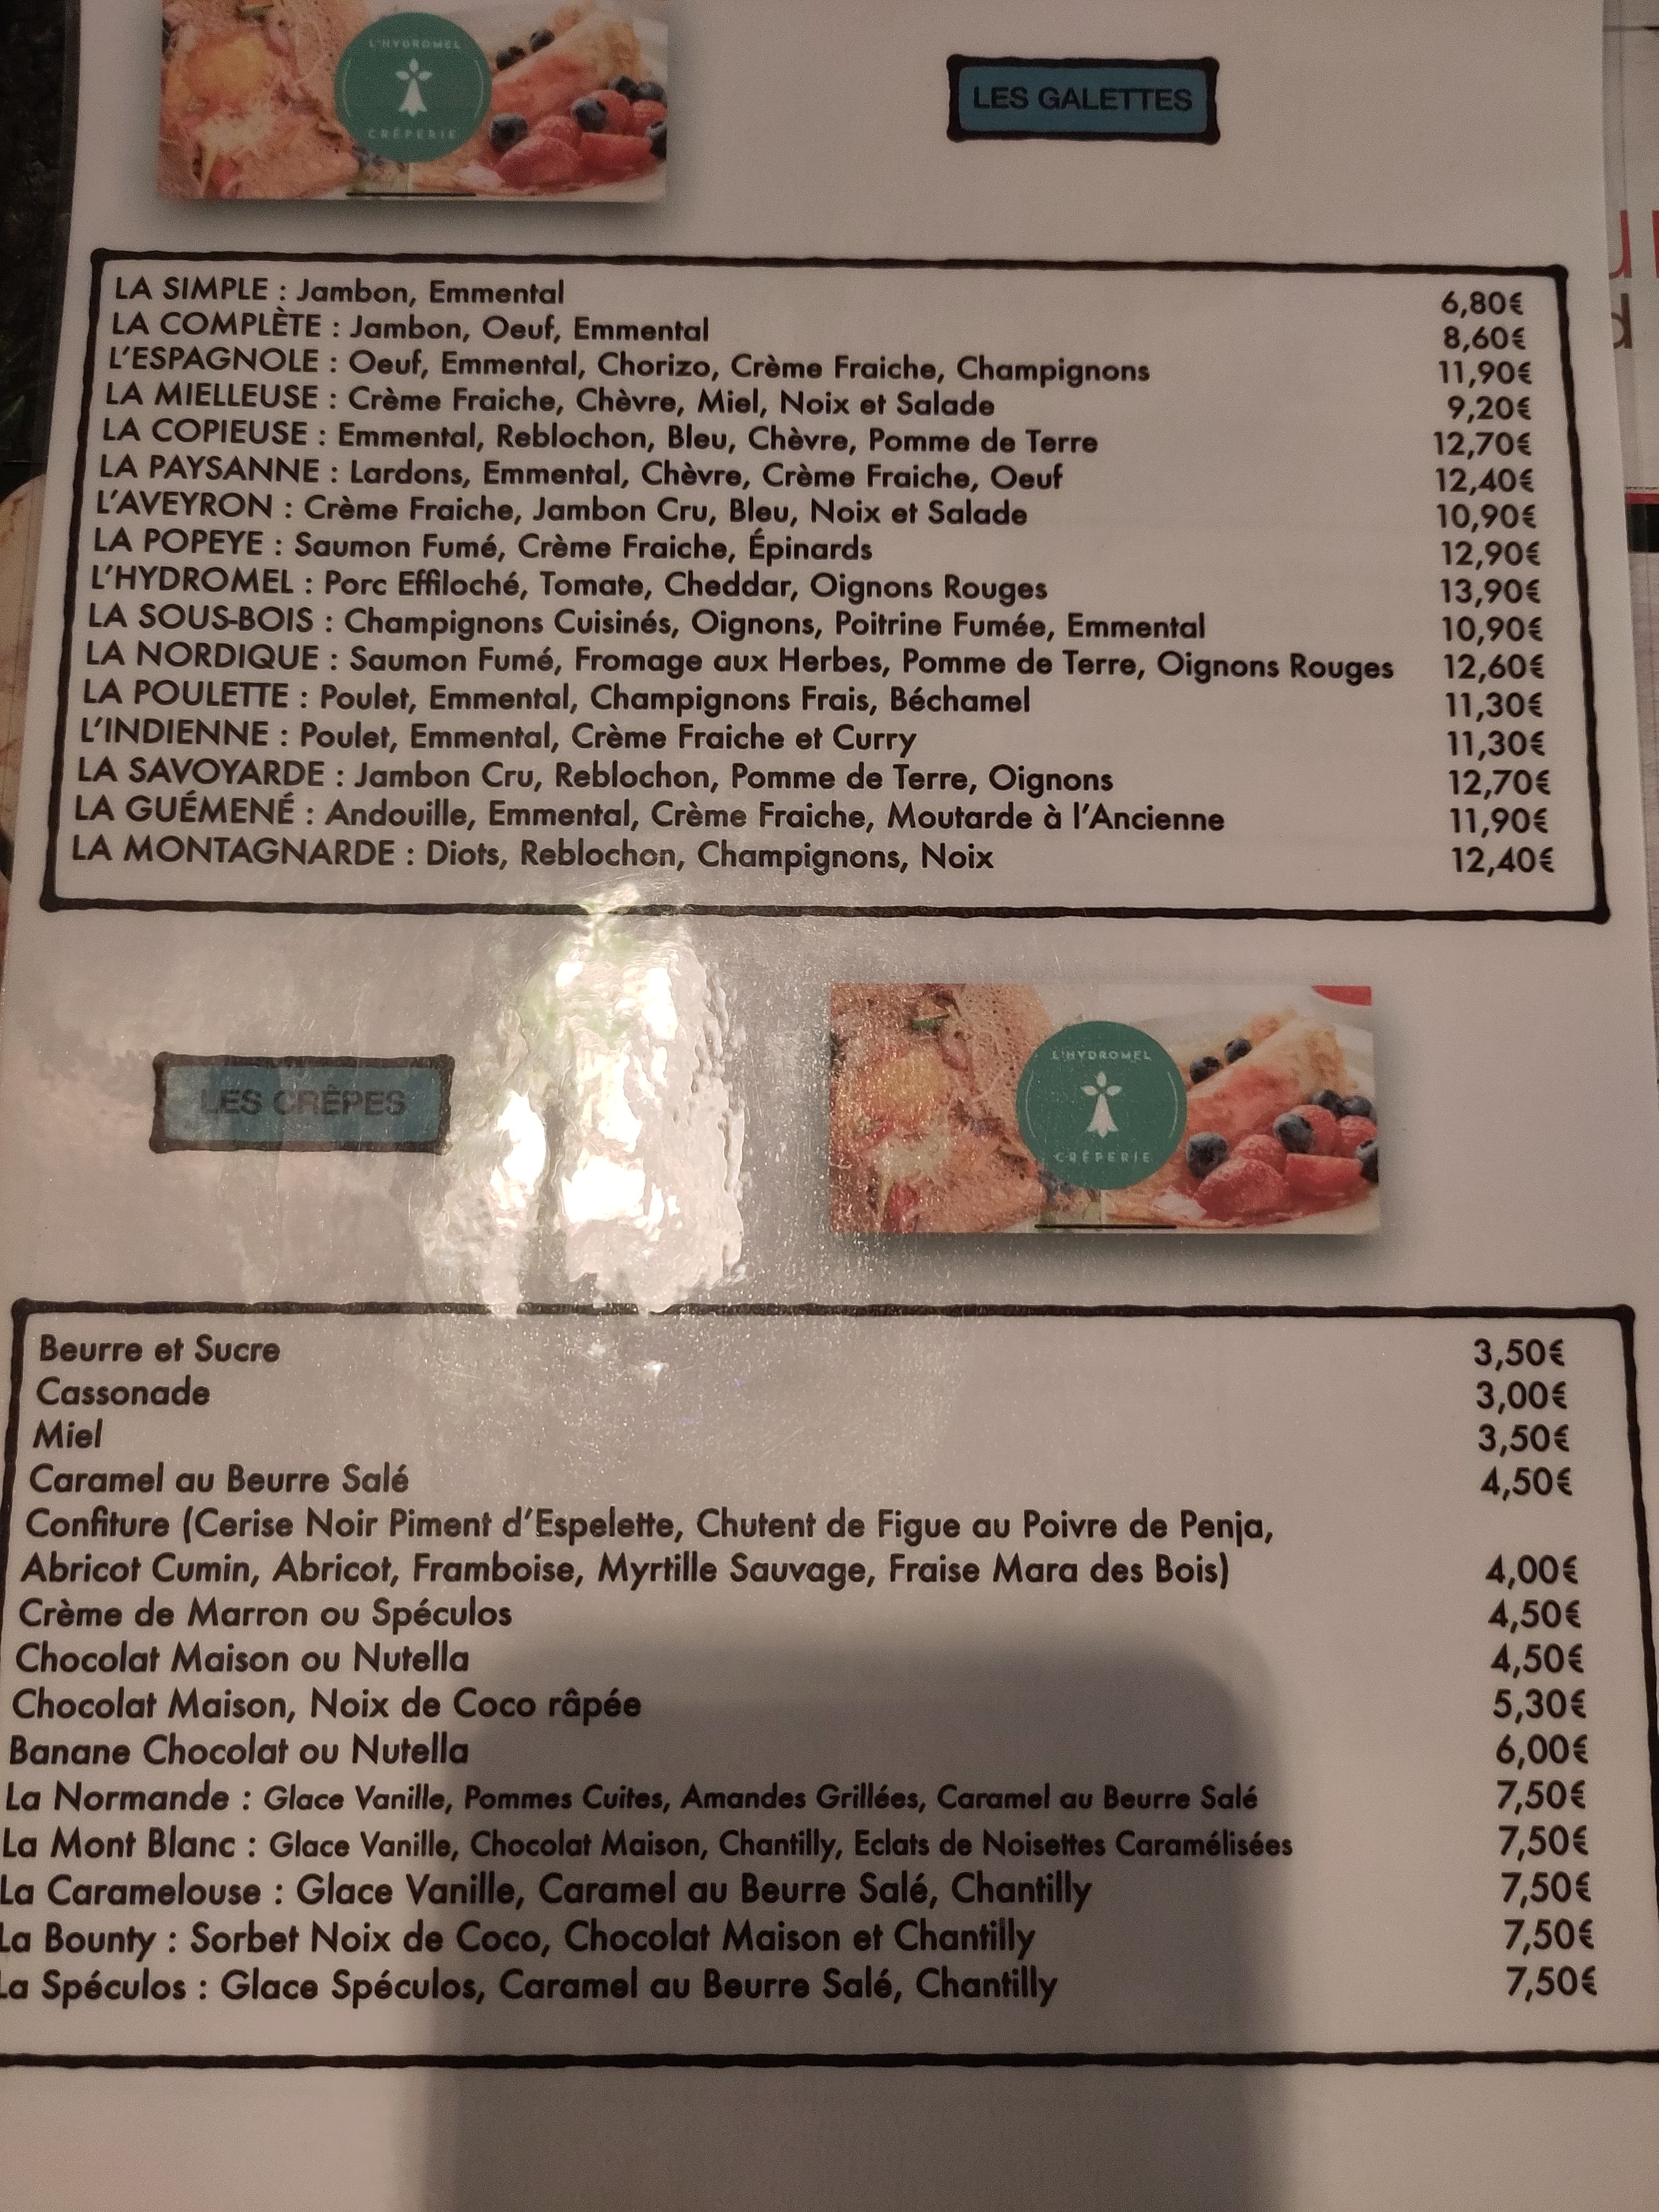 L'HYDROMEL
CRÊPERIE
LES GALETTES
LA SIMPLE : Jambon, Emmental 6,80€
LA COMPLÈTE : Jambon, Oeuf, Emmental 8,60€
L'ESPAGNOLE : Oeuf, Emmental, Chorizo, Crème Fraiche, Champignons 11,90€
LA MIELLEUSE : Crème Fraiche, Chèvre, Miel, Noix et Salade 9,20€
LA COPIEUSE : Emmental, Reblochon, Bleu, Chèvre, Pomme de Terre 12,70€
LA PAYSANNE : Lardons, Emmental, Chèvre, Crème Fraiche, Oeuf 12,40€
L'AVEYRON : Crème Fraiche, Jambon Cru, Bleu, Noix et Salade 10,90€
LA POPEYE : Saumon Fumé, Crème Fraiche, Épinards 12,90€
L'HYDROMEL : Porc Effiloché, Tomate, Cheddar, Oignons Rouges 13,90€
LA SOUS-BOIS : Champignons Cuisinés, Oignons, Poitrine Fumée, Emmental 10,90€
LA NORDIQUE : Saumon Fumé, Fromage aux Herbes, Pomme de Terre, Oignons Rouges 12,60€
LA POULETTE : Poulet, Emmental, Champignons Frais, Béchamel 11,30€
L'INDIENNE : Poulet, Emmental, Crème Fraiche et Curry 11,30€
LA SAVOYARDE : Jambon Cru, Reblochon, Pomme de Terre, Oignons 12,70€
LA GUÉMENÉ : Andouille, Emmental, Crème Fraiche, Moutarde à l'Ancienne 11,90€
LA MONTAGNARDE : Diots, Reblochon, Champignons, Noix 12,40€
LES CRÈPES
L'HYDROMEL
CRÊPERIE
Beurre et Sucre 3,50€
Cassonade 3,00€
Miel 3,50€
Caramel au Beurre Salé 4,50€
Confiture (Cerise Noir Piment d'Espelette, Chutent de Figue au Poivre de Penja,
Abricot Cumin, Abricot, Framboise, Myrtille Sauvage, Fraise Mara des Bois) 4,00€
Crème de Marron ou Spéculos 4,50€
Chocolat Maison ou Nutella 4,50€
Chocolat Maison, Noix de Coco râpée 5,30€
Banane Chocolat ou Nutella 6,00€
La Normande : Glace Vanille, Pommes Cuites, Amandes Grillées, Caramel au Beurre Salé 7,50€
La Mont Blanc : Glace Vanille, Chocolat Maison, Chantilly, Eclats de Noisettes Caramélisées 7,50€
La Caramelouse : Glace Vanille, Caramel au Beurre Salé, Chantilly 7,50€
La Bounty : Sorbet Noix de Coco, Chocolat Maison et Chantilly 7,50€
La Spéculos : Glace Spéculos, Caramel au Beurre Salé, Chantilly 7,50€